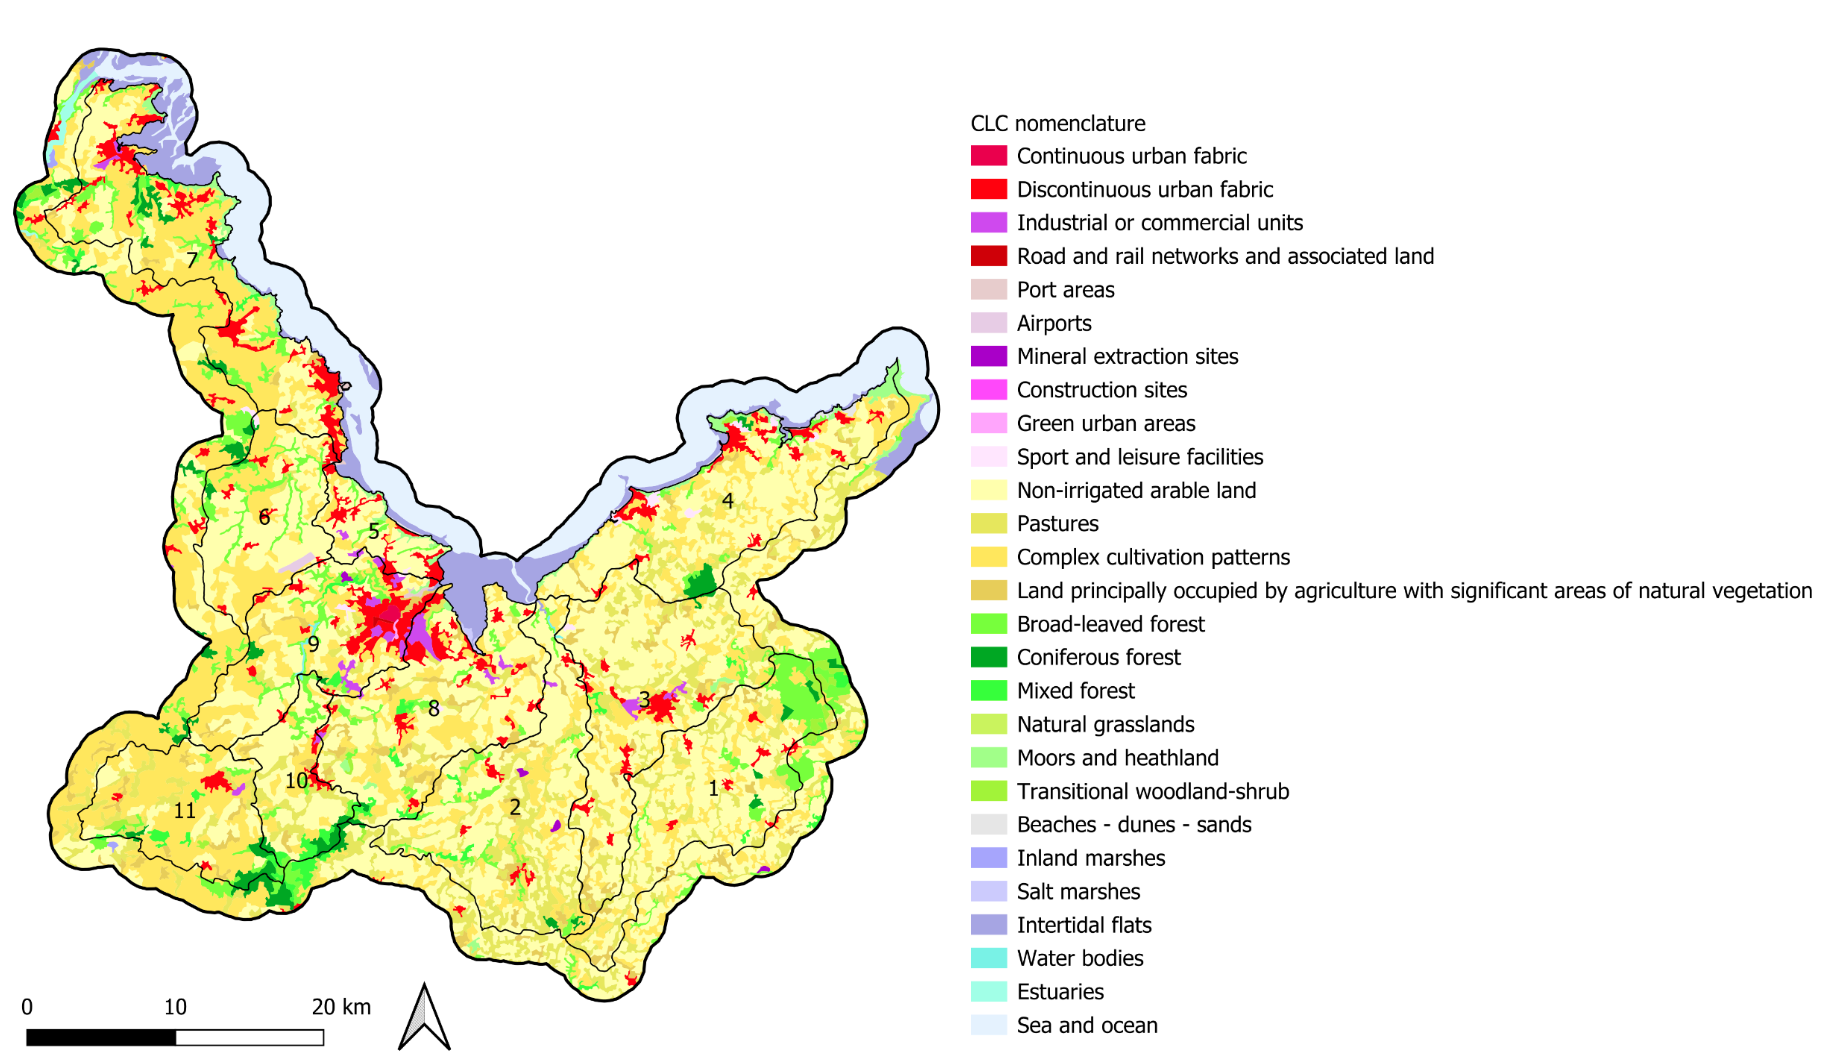 CLC nomenclature
Continuous urban fabric
Discontinuous urban fabric
Industrial or commercial units
Road and rail networks and associated land
Port areas
Airports
Mineral extraction sites
Construction sites
Green urban areas
Sport and leisure facilities
Non-irrigated arable land
Pastures
Complex cultivation patterns
Land principally occupied by agriculture with significant areas of natural vegetation
Broad-leaved forest
Coniferous forest
Mixed forest
Natural grasslands
Moors and heathland
Transitional woodland-shrub
Beaches - dunes - sands
Inland marshes
Salt marshes
Intertidal flats
Water bodies
Estuaries
Sea and ocean
7
4
6
5
9
3
8
10
1
11
2
0 10 20 km